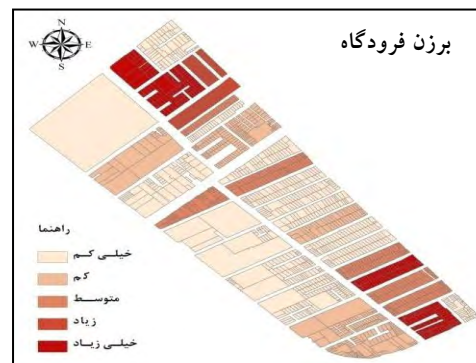 برزن فرودگاه
N
W E
S
راهنما
خیلی کم
کم
متوسط
زیاد
خیلی زیاد